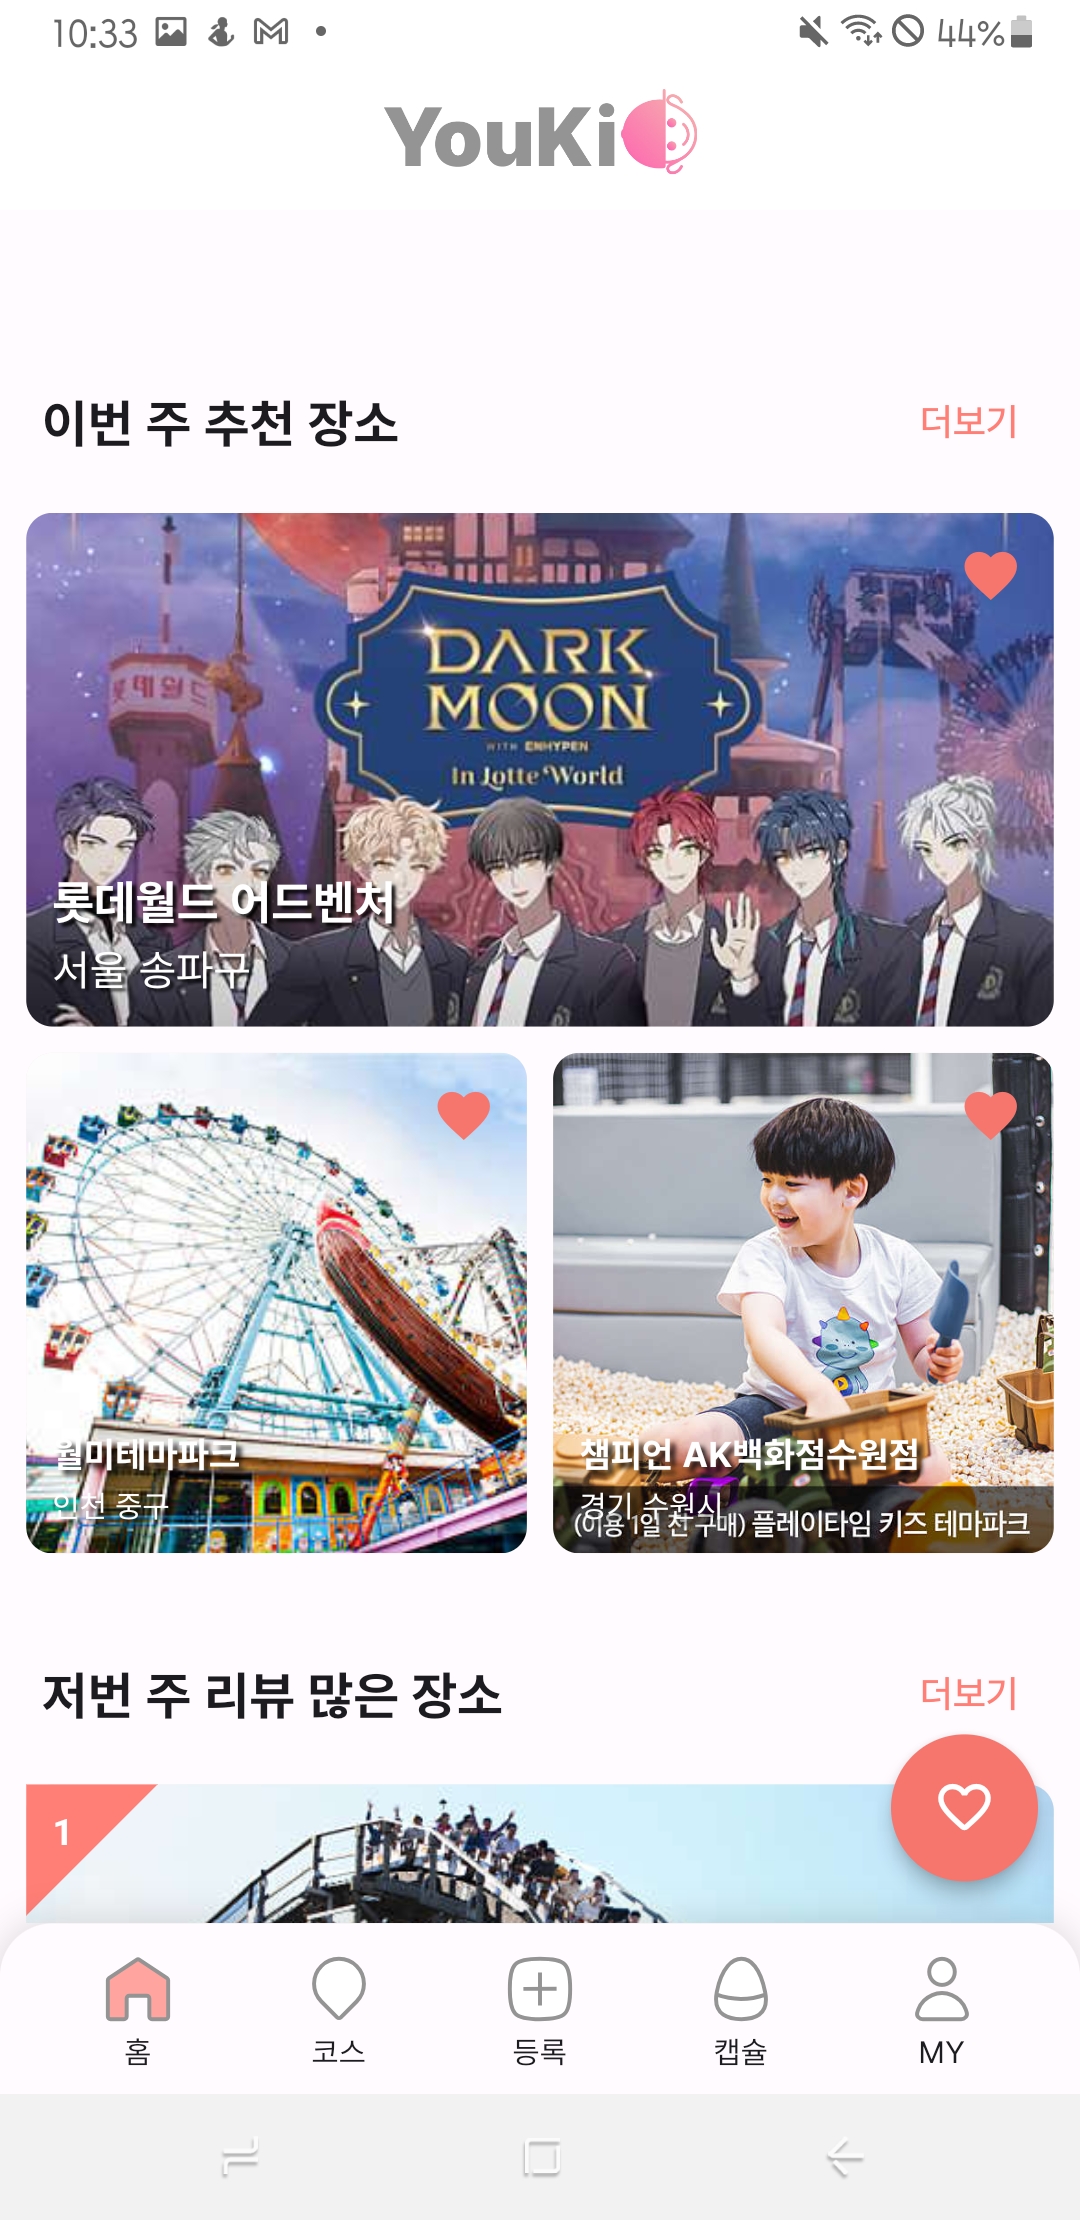 10:33
44%
YouKi
이번 주 추천 장소
더보기
롯데월드
DARK
MOON
WITH ENHYPEN
in Lotte World
롯데월드 어드벤처
서울 송파구
월미테마파크
인천 중구
챔피언 AK백화점수원점
경기 수원시
(이용 1일 전 구매) 플레이타임 키즈 테마파크
저번 주 리뷰 많은 장소
더보기
1
홈
코스
등록
캡슐
MY